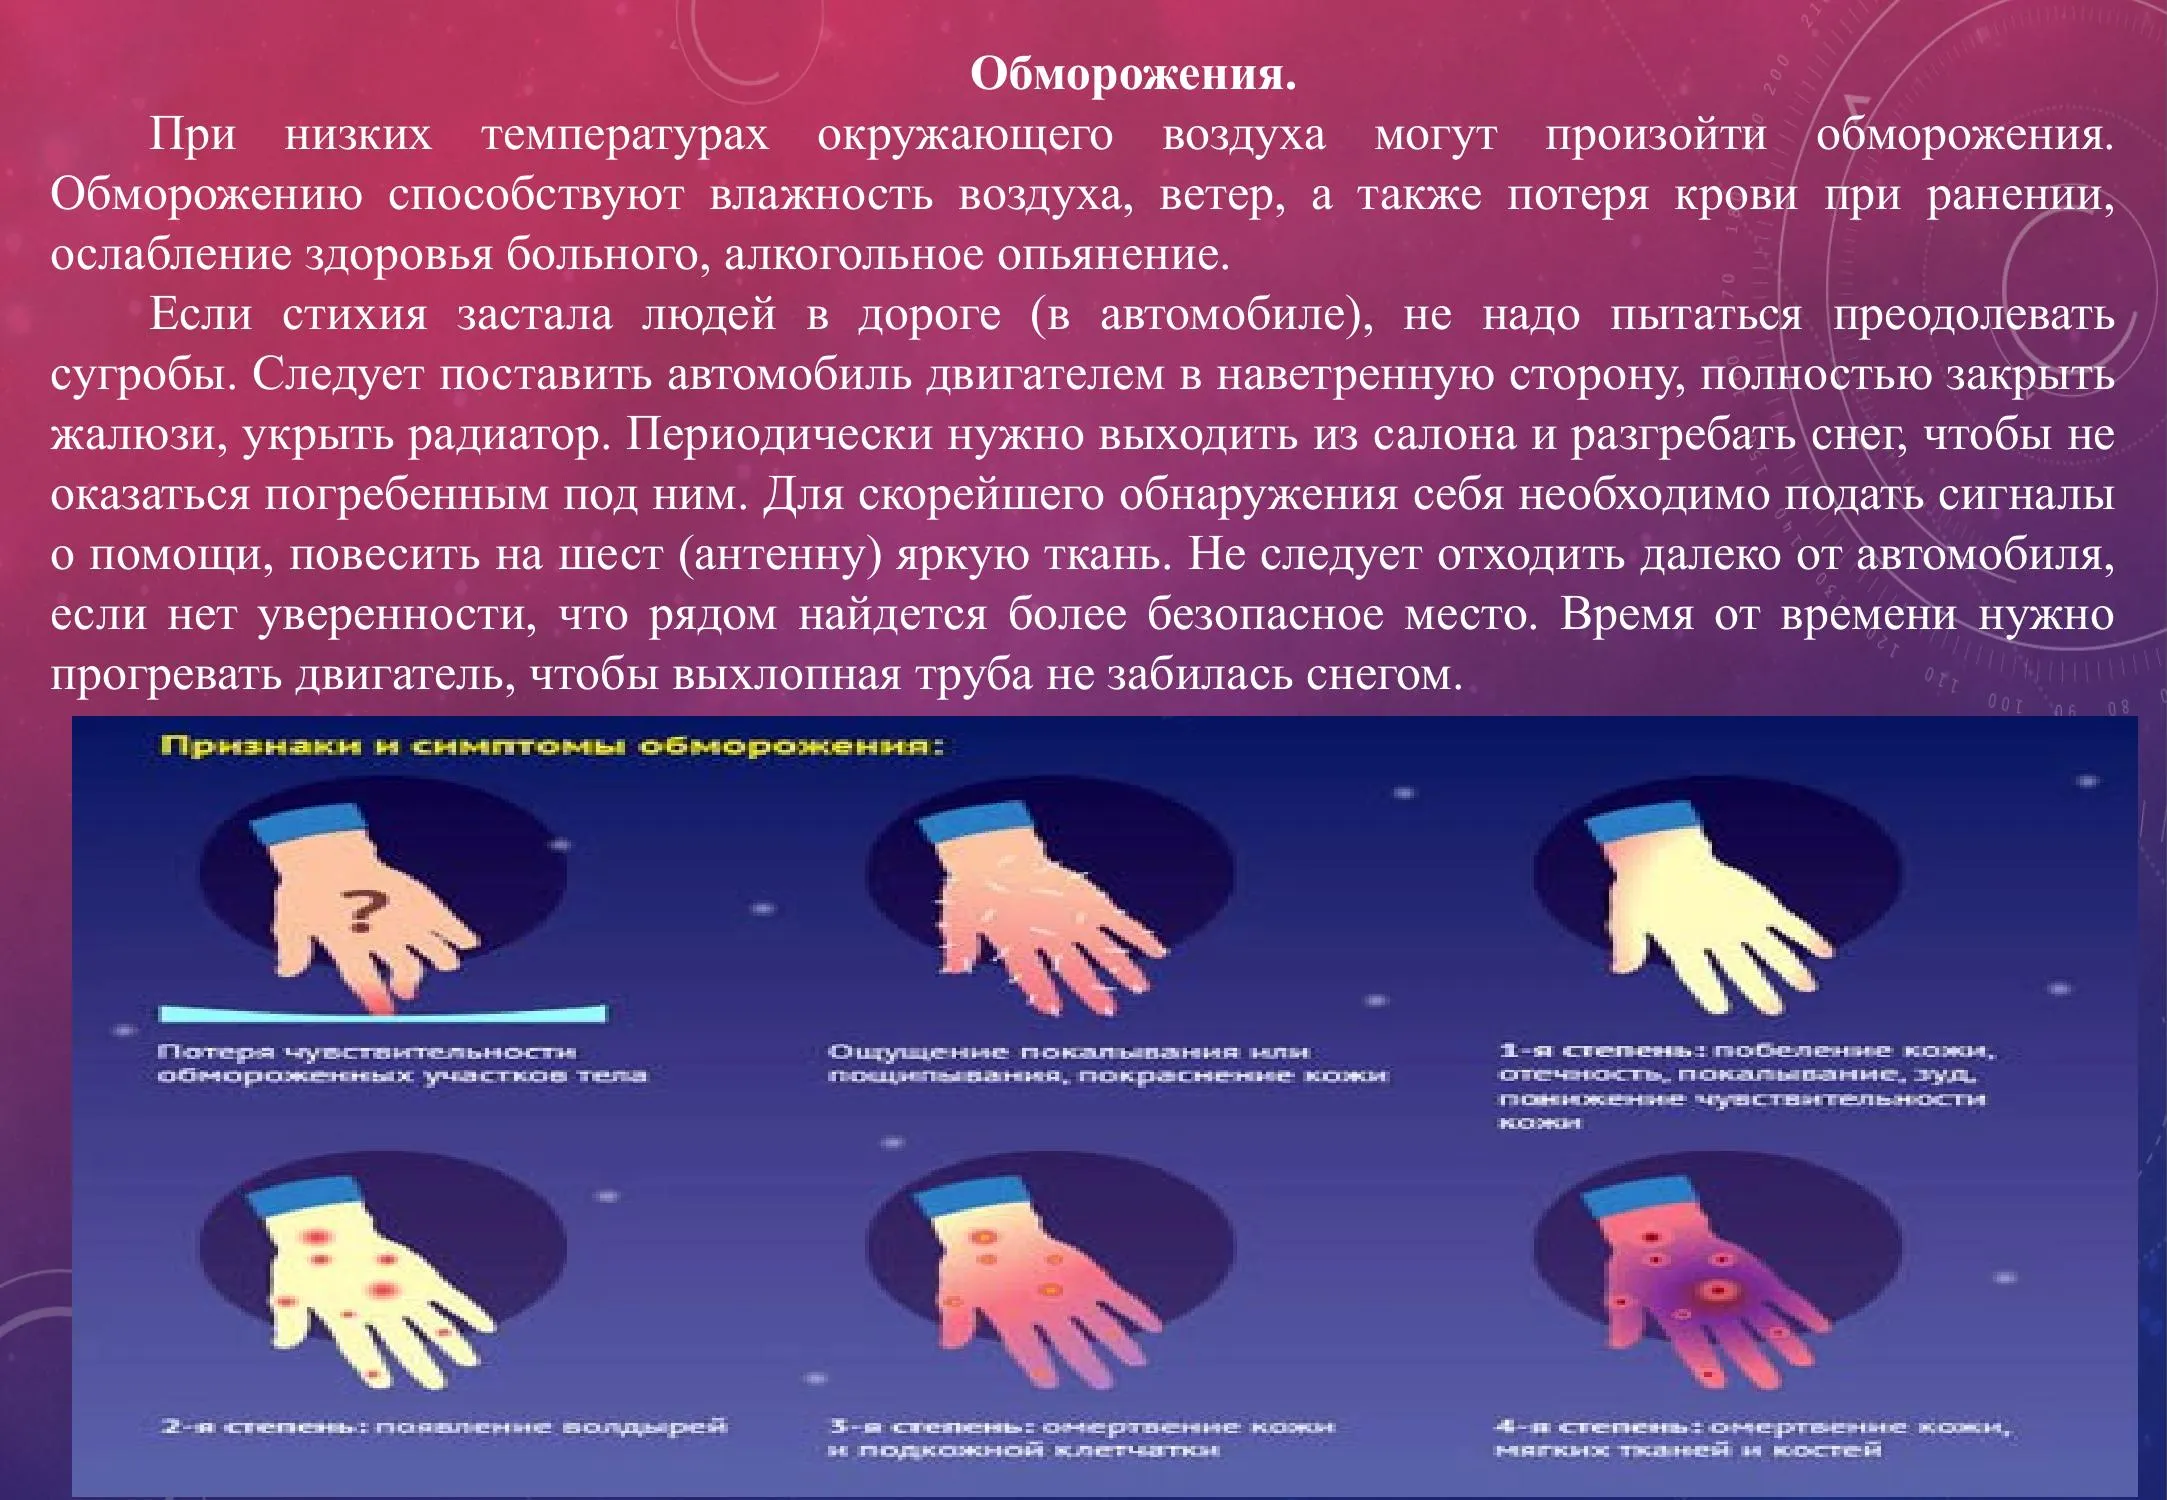 Обморожения.
При низких температурах окружающего воздуха могут произойти обморожения.
Обморожению способствуют влажность воздуха, ветер, а также потеря крови при ранении,
ослабление здоровья больного, алкогольное опьянение.
Если стихия застала людей в дороге (в автомобиле), не надо пытаться преодолевать
сугробы. Следует поставить автомобиль двигателем в наветренную сторону, полностью закрыть
жалюзи, укрыть радиатор. Периодически нужно выходить из салона и разгребать снег, чтобы не
оказаться погребенным под ним. Для скорейшего обнаружения себя необходимо подать сигналы
о помощи, повесить на шест (антенну) яркую ткань. Не следует отходить далеко от автомобиля,
если нет уверенности, что рядом найдется более безопасное место. Время от времени нужно
прогревать двигатель, чтобы выхлопная труба не забилась снегом.
Признаки и симптомы обморожения:
?
Потеря чувствительности
обмороженных участков тела
Ощущение покалывания или
пощипывания, покраснение кожи
1-я степень: побеление кожи,
отечность, покалывание, зуд,
понижение чувствительности
кожи
2-я степень: появление волдырей
3-я степень: омертвение кожи
и подкожной клетчатки
4-я степень: омертвение кожи,
мягких тканей и костей